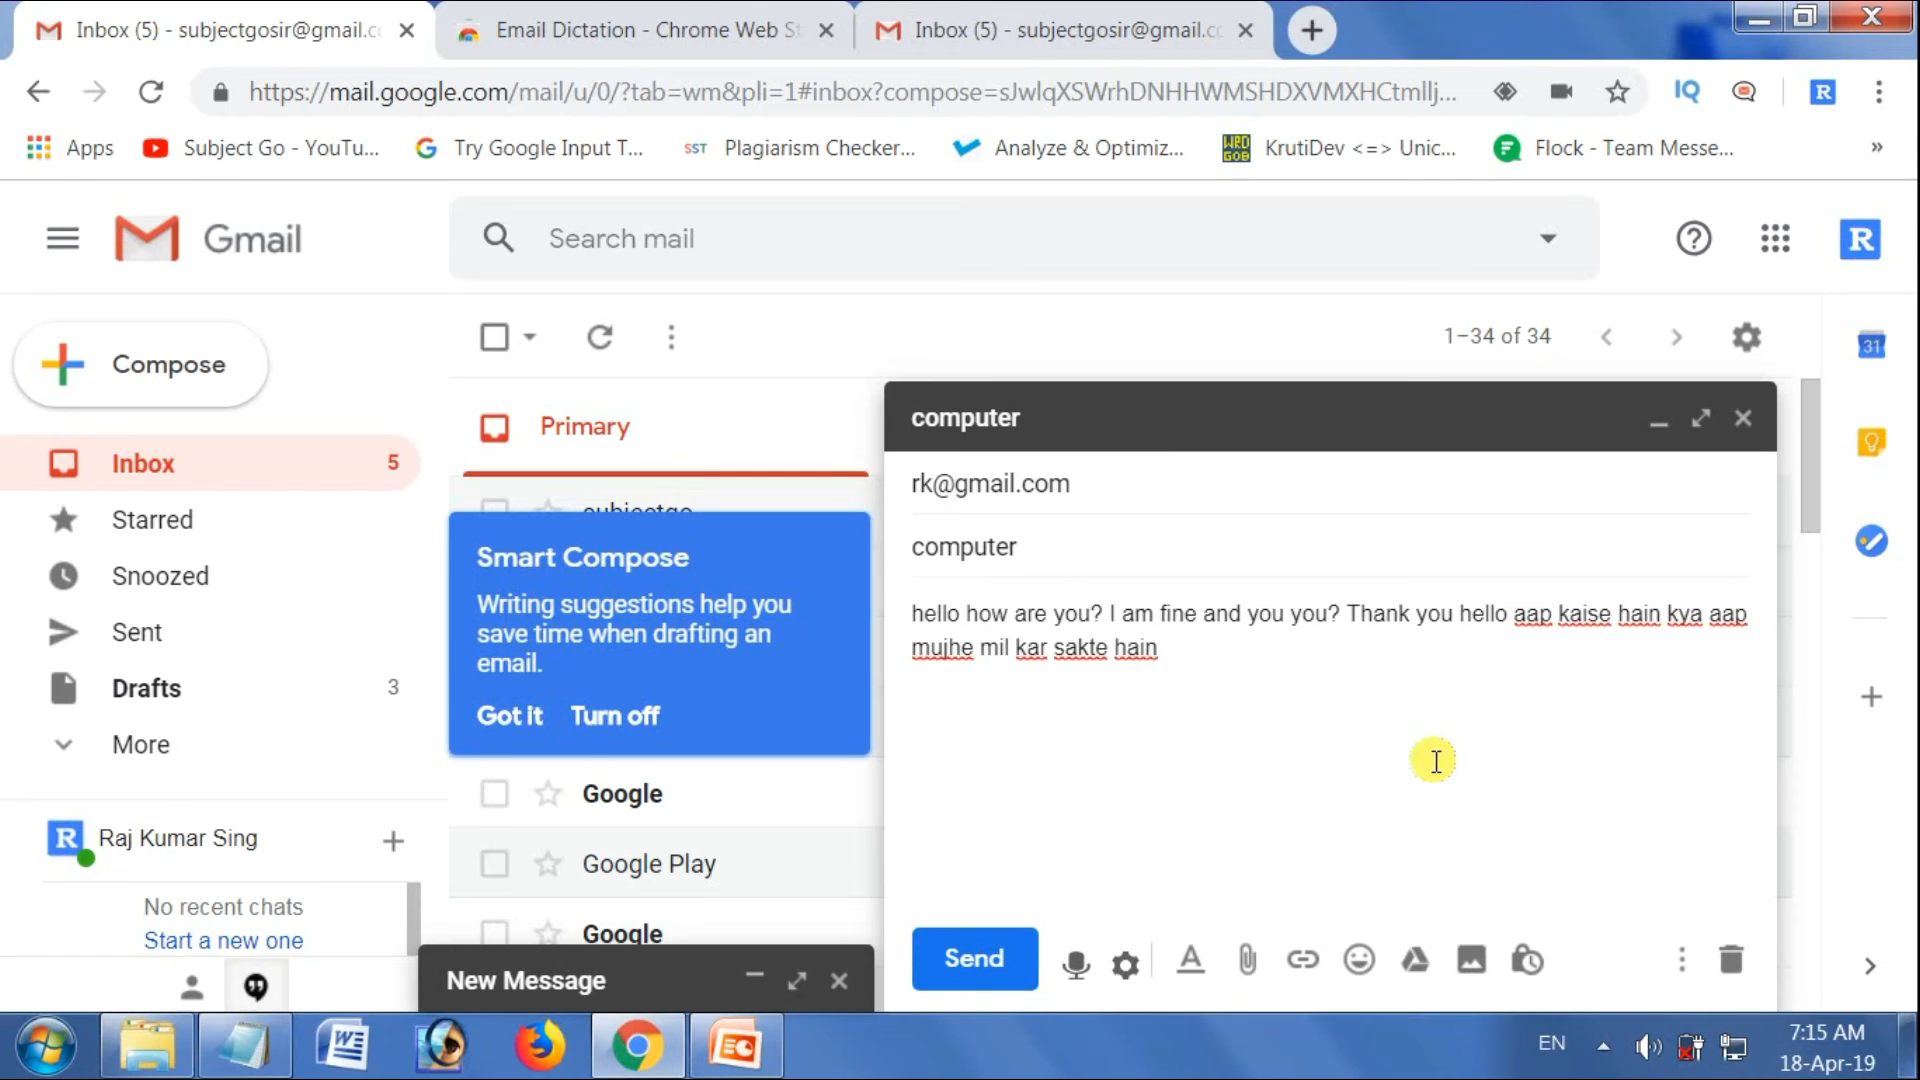 Inbox (5) - subjectgosir@gmail.c
Email Dictation - Chrome Web St
Inbox (5) - subjectgosir@gmail.c
https://mail.google.com/mail/u/0/?tab=wm&pli=1#inbox?compose=sJwlqXSWrhDNHHWMSHDXVMXHCtmllj...
IQ
R
Apps
Subject Go - YouTu...
Try Google Input T...
SST
Plagiarism Checker...
Analyze & Optimiz...
WRD GOB
KrutiDev <=> Unic...
Flock - Team Messe...
»
Gmail
Search mail
R
Compose
1–34 of 34
31
Primary
computer
Inbox 5
rk@gmail.com
Starred
subjectgo
computer
Smart Compose
Snoozed
Writing suggestions help you
save time when drafting an
email.
hello how are you? I am fine and you you? Thank you hello aap kaise hain kya aap
mujhe mil kar sakte hain
Sent
Drafts 3
Got it Turn off
More
Google
R
Raj Kumar Sing
Google Play
No recent chats
Start a new one
Google
Send
New Message
EN
7:15 AM
18-Apr-19